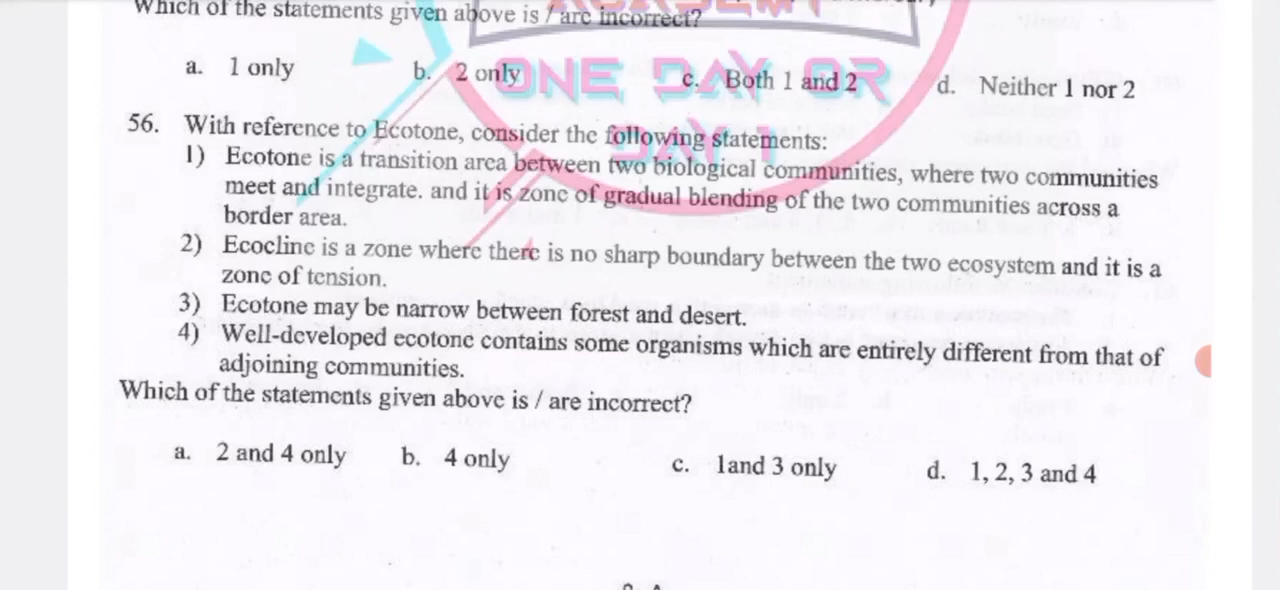 Which of the statements given above is / are incorrect?
ACADEMY
a. 1 only b. 2 only c. Both 1 and 2 d. Neither 1 nor 2
ONE DAY OR
DAY 1
56. With reference to Ecotone, consider the following statements:
1) Ecotone is a transition area between two biological communities, where two communities
meet and integrate. and it is zone of gradual blending of the two communities across a
border area.
2) Ecocline is a zone where there is no sharp boundary between the two ecosystem and it is a
zone of tension.
3) Ecotone may be narrow between forest and desert.
4) Well-developed ecotone contains some organisms which are entirely different from that of
adjoining communities.
Which of the statements given above is / are incorrect?
a. 2 and 4 only b. 4 only c. 1and 3 only d. 1, 2, 3 and 4